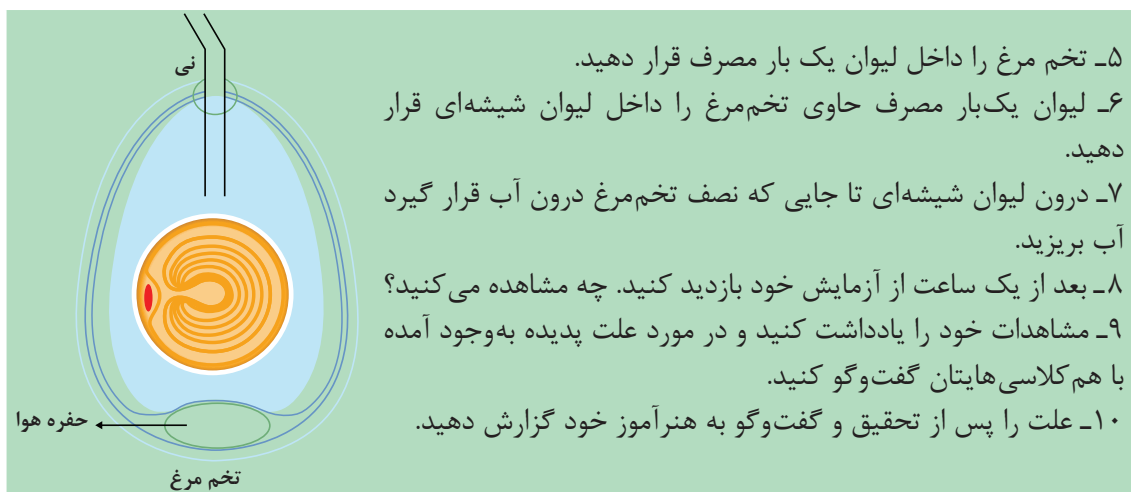 ۵ـ تخم مرغ را داخل لیوان یک بار مصرف قرار دهید.
۶ـ لیوان یک‌بار مصرف حاوی تخم‌مرغ را داخل لیوان شیشه‌ای قرار
دهید.
۷ـ درون لیوان شیشه‌ای تا جایی که نصف تخم‌مرغ درون آب قرار گیرد
آب بریزید.
۸ـ بعد از یک ساعت از آزمایش خود بازدید کنید. چه مشاهده می‌کنید؟
۹ـ مشاهدات خود را یادداشت کنید و در مورد علت پدیده به‌وجود آمده
با هم‌کلاسی‌هایتان گفت‌وگو کنید.
۱۰ـ علت را پس از تحقیق و گفت‌وگو به هنرآموز خود گزارش دهید.
نی
حفره هوا
تخم مرغ